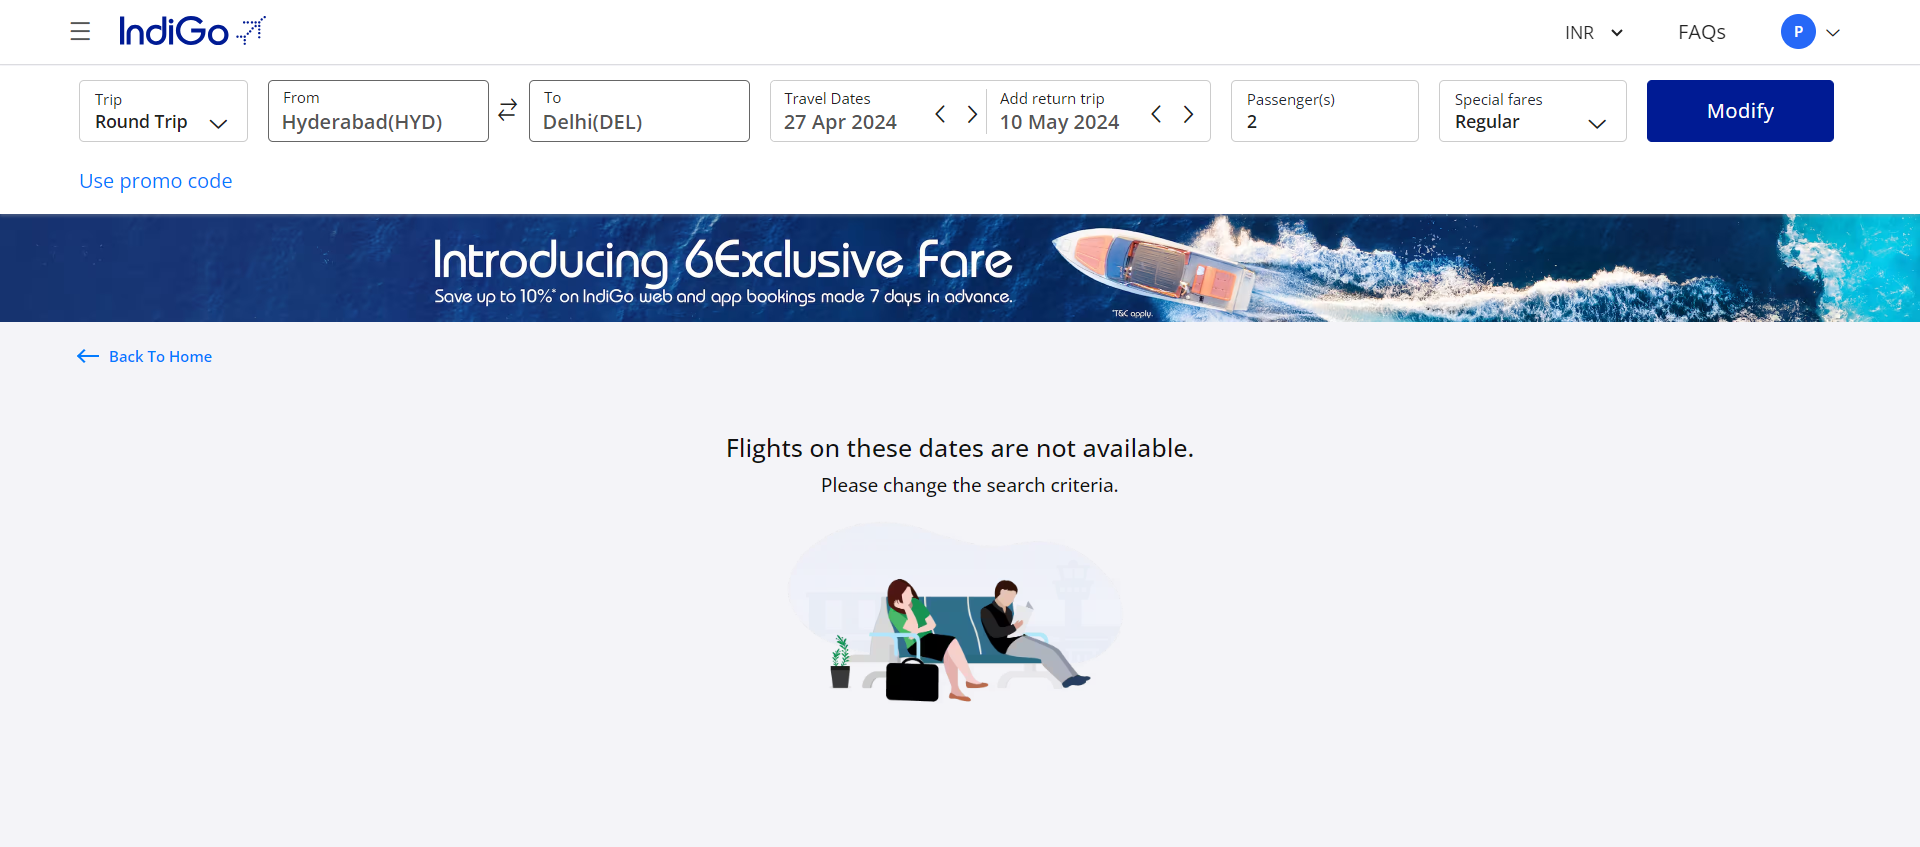 IndiGo
INR
FAQs
P
Trip
Round Trip
From
Hyderabad(HYD)
To
Delhi(DEL)
Travel Dates
27 Apr 2024
Add return trip
10 May 2024
Passenger(s)
2
Special fares
Regular
Modify
Use promo code
Introducing 6Exclusive Fare
Save up to 10%* on IndiGo web and app bookings made 7 days in advance.
*T&C apply.
Back To Home
Flights on these dates are not available.
Please change the search criteria.